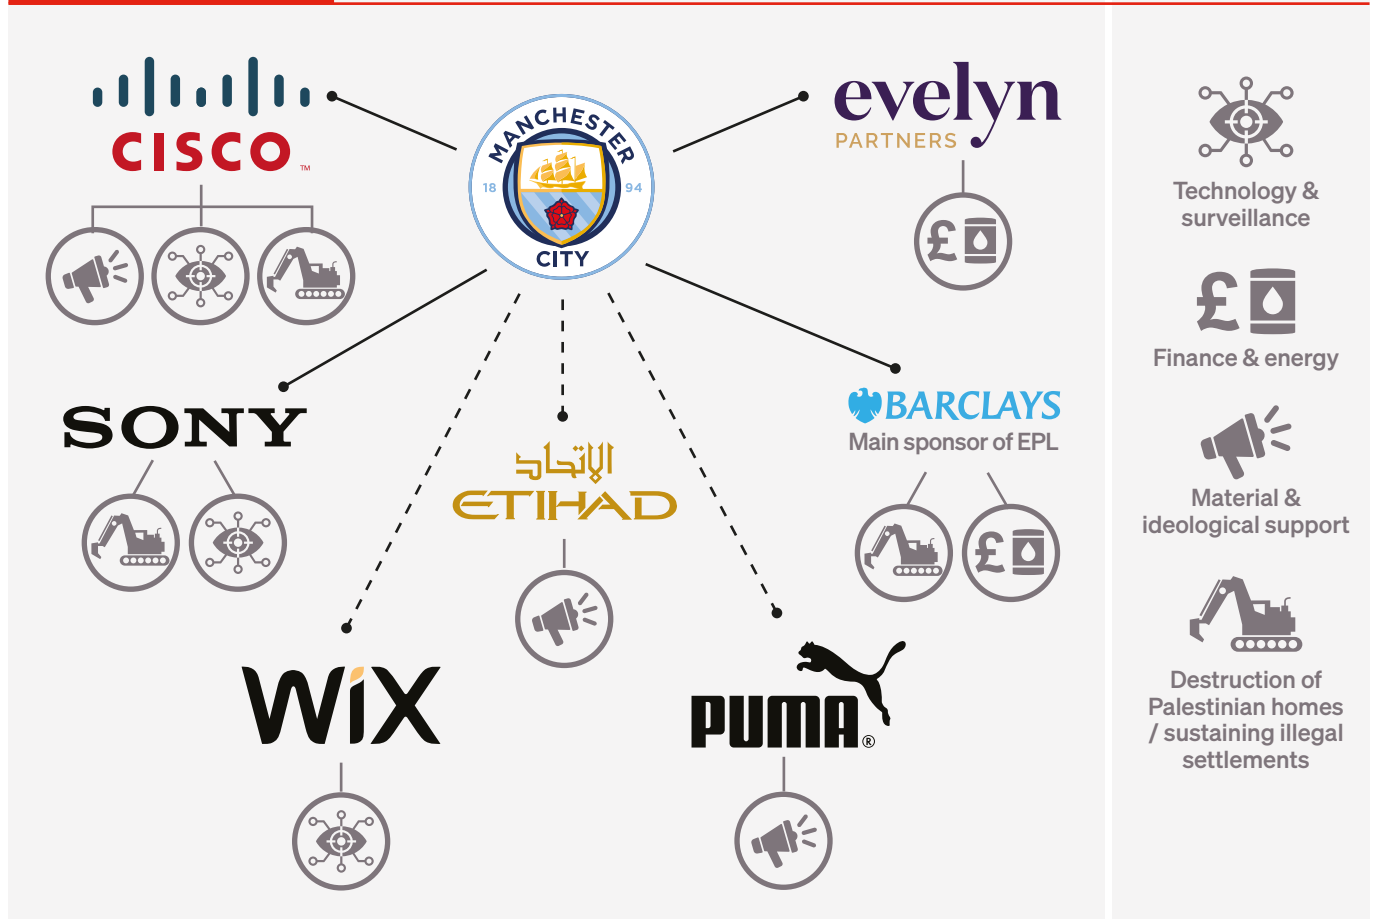 CISCO
TM
MANCHESTER
18 94
CITY
evelyn
PARTNERS
SONY
الإتحاد
ETIHAD
BARCLAYS
Main sponsor of EPL
WiX
PUMA
®
Technology &
surveillance
£
Finance & energy
Material &
ideological support
Destruction of
Palestinian homes
/ sustaining illegal
settlements